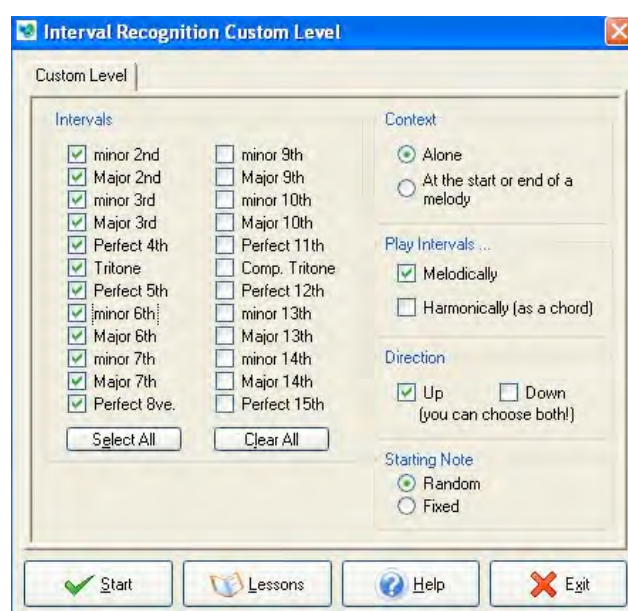 Interval Recognition Custom Level
Custom Level
Intervals
minor 2nd
Major 2nd
minor 3rd
Major 3rd
Perfect 4th
Tritone
Perfect 5th
minor 6th
Major 6th
minor 7th
Major 7th
Perfect 8ve.
Select All
minor 9th
Major 9th
minor 10th
Major 10th
Perfect 11th
Comp. Tritone
Perfect 12th
minor 13th
Major 13th
minor 14th
Major 14th
Perfect 15th
Clear All
Context
Alone
At the start or end of a
melody
Play Intervals ...
Melodically
Harmonically (as a chord)
Direction
Up Down
(you can choose both!)
Starting Note
Random
Fixed
Start
Lessons
Help
Exit